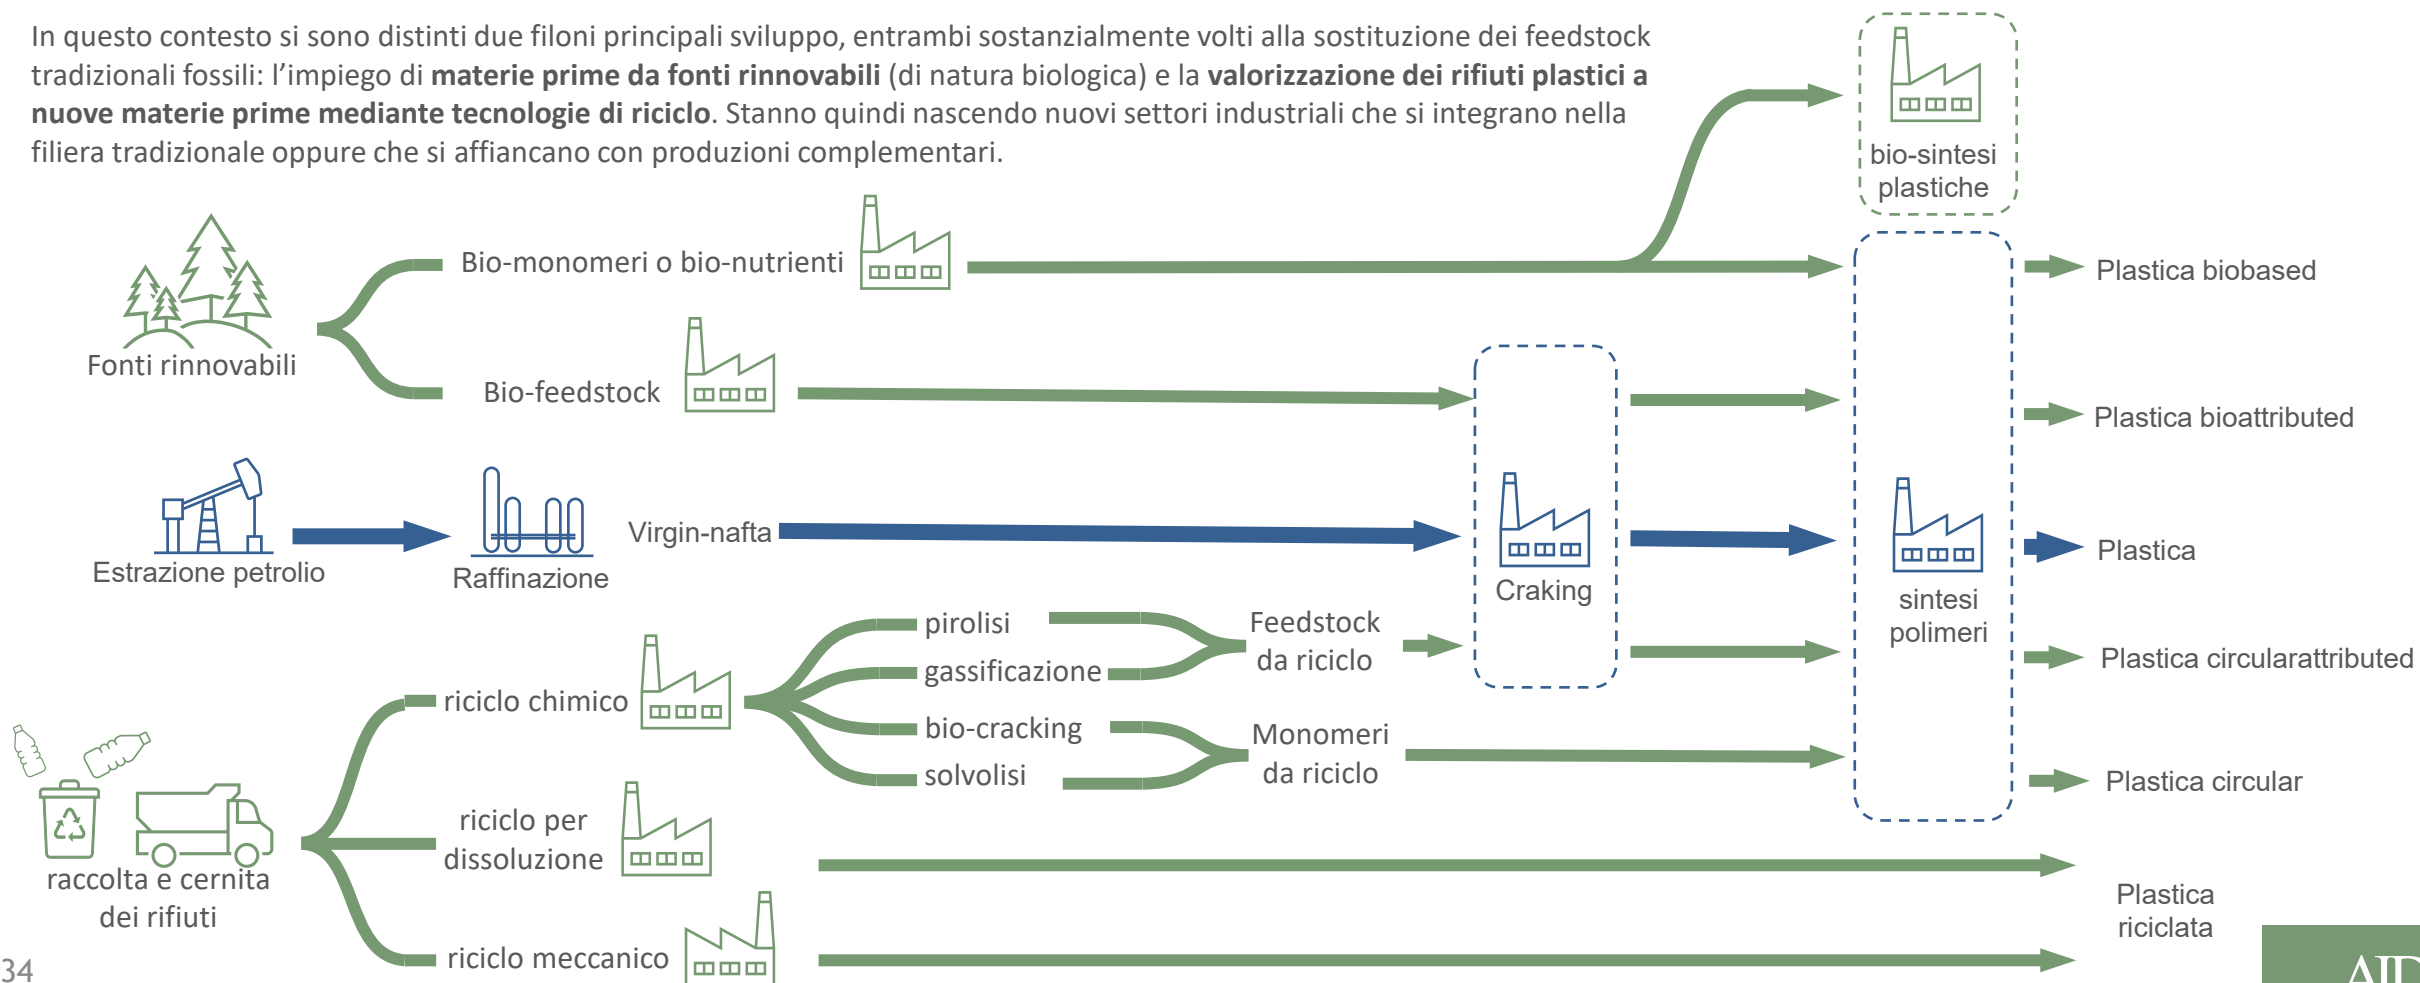 In questo contesto si sono distinti due filoni principali sviluppo, entrambi sostanzialmente volti alla sostituzione dei feedstock
tradizionali fossili: l’impiego di materie prime da fonti rinnovabili (di natura biologica) e la valorizzazione dei rifiuti plastici a
nuove materie prime mediante tecnologie di riciclo. Stanno quindi nascendo nuovi settori industriali che si integrano nella
filiera tradizionale oppure che si affiancano con produzioni complementari.
bio-sintesi
plastiche
Fonti rinnovabili
Bio-monomeri o bio-nutrienti
Plastica biobased
Bio-feedstock
Plastica bioattributed
Estrazione petrolio
Raffinazione
Virgin-nafta
Craking
sintesi
polimeri
Plastica
raccolta e cernita
dei rifiuti
riciclo chimico
pirolisi
gassificazione
Feedstock
da riciclo
Plastica circularattributed
bio-cracking
solvolisi
Monomeri
da riciclo
Plastica circular
riciclo per
dissoluzione
riciclo meccanico
Plastica
riciclata
34